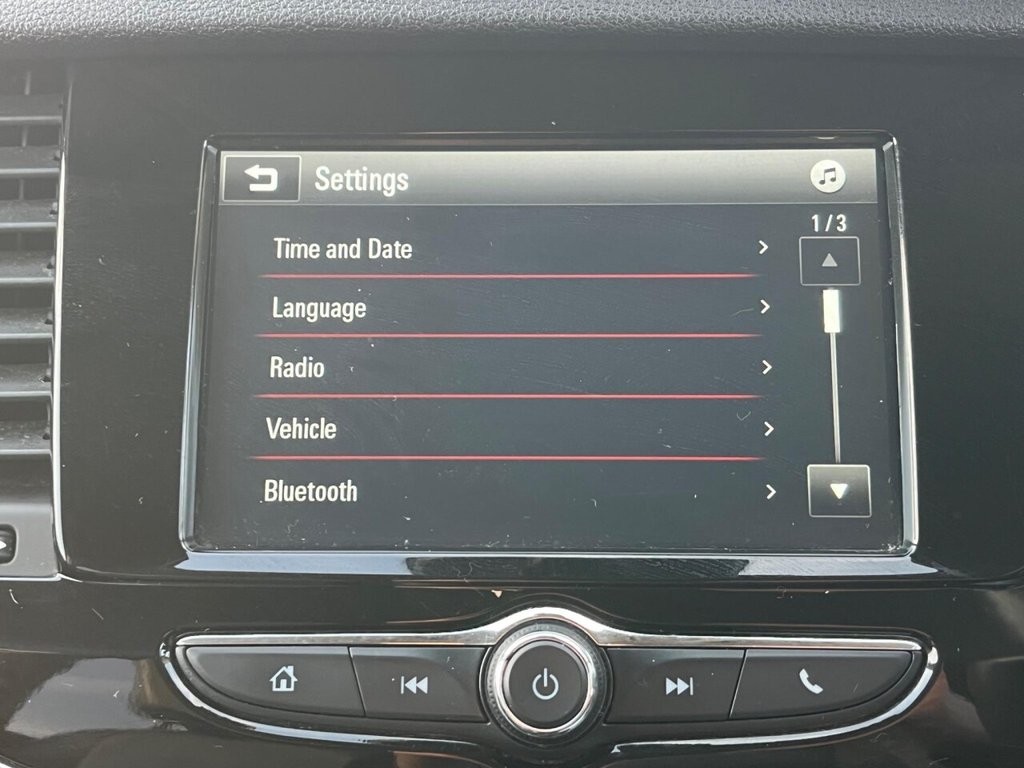 Settings
1/3
Time and Date
Language
Radio
Vehicle
Bluetooth